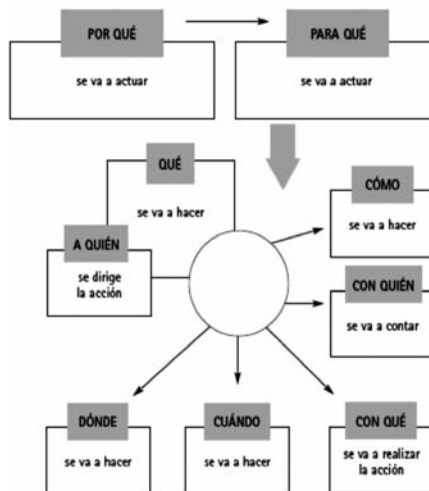 POR QUÉ
se va a actuar
PARA QUÉ
se va a actuar
QUÉ
se va a hacer
A QUIÉN
se dirige
la acción
CÓMO
se va a hacer
CON QUIÉN
se va a contar
DÓNDE
se va a hacer
CUÁNDO
se va a hacer
CON QUÉ
se va a realizar
la acción